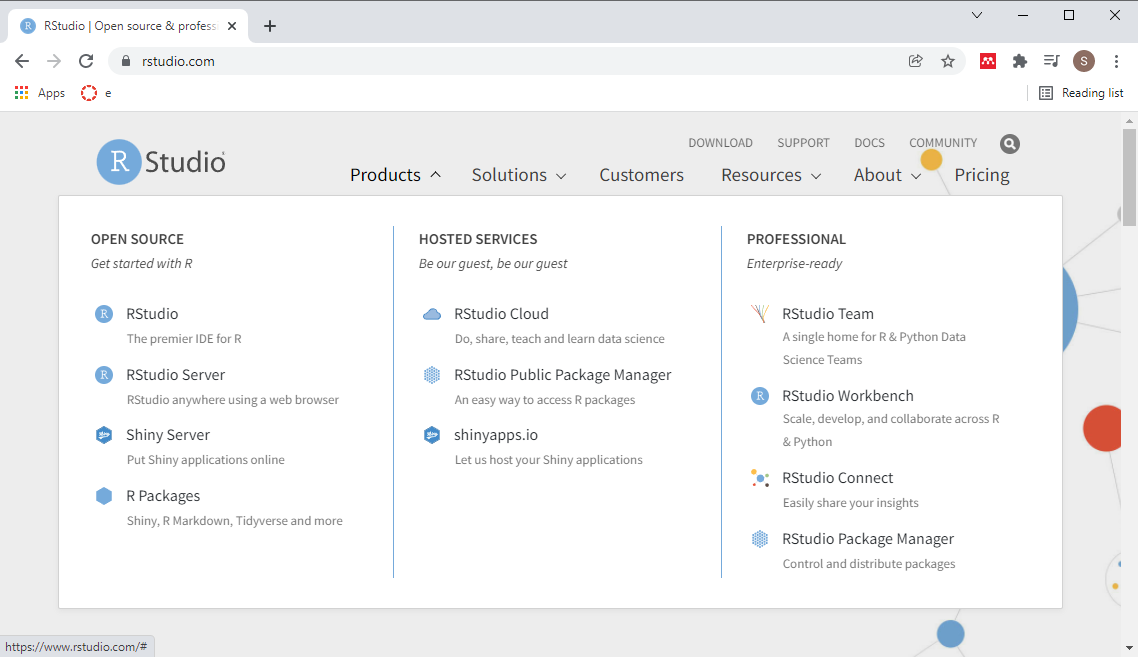 RStudio | Open source & profess
rstudio.com
S
Apps
e
Reading list
R Studio
DOWNLOAD SUPPORT DOCS COMMUNITY
Products Solutions Customers Resources About Pricing
OPEN SOURCE
Get started with R
R RStudio
The premier IDE for R
R RStudio Server
RStudio anywhere using a web browser
Shiny Server
Put Shiny applications online
R Packages
Shiny, R Markdown, Tidyverse and more
HOSTED SERVICES
Be our guest, be our guest
RStudio Cloud
Do, share, teach and learn data science
RStudio Public Package Manager
An easy way to access R packages
shinyapps.io
Let us host your Shiny applications
PROFESSIONAL
Enterprise-ready
RStudio Team
A single home for R & Python Data
Science Teams
R RStudio Workbench
Scale, develop, and collaborate across R
& Python
RStudio Connect
Easily share your insights
RStudio Package Manager
Control and distribute packages
https://www.rstudio.com/#